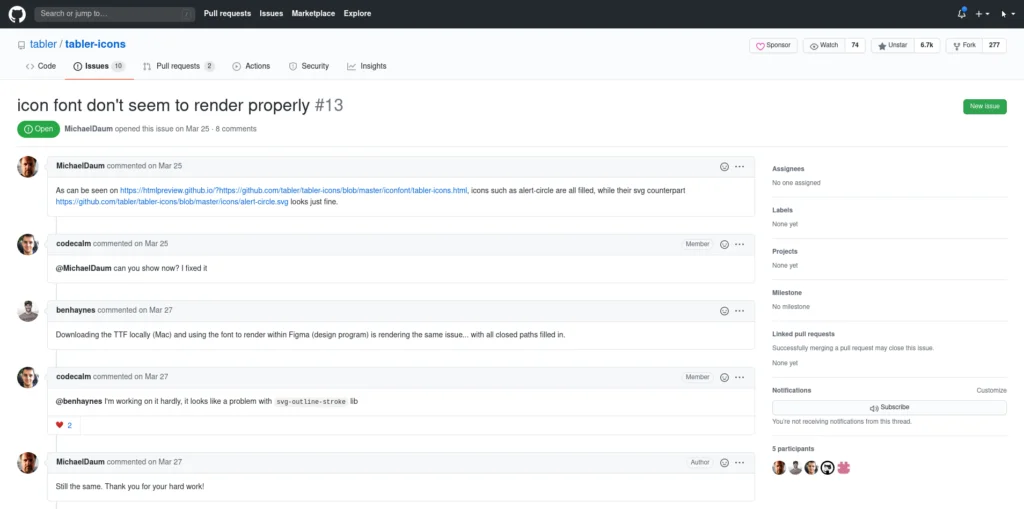 Search or jump to… /
Pull requests Issues Marketplace Explore
tabler / tabler-icons
Sponsor Watch 74 Unstar 6.7k Fork 277
Code Issues 10 Pull requests 2 Actions Security Insights
icon font don't seem to render properly #13
New issue
Open MichaelDaum opened this issue on Mar 25 · 8 comments
MichaelDaum commented on Mar 25
As can be seen on https://htmlpreview.github.io/?https://github.com/tabler/tabler-icons/blob/master/iconfont/tabler-icons.html, icons such as alert-circle are all filled, while their svg counterpart
https://github.com/tabler/tabler-icons/blob/master/icons/alert-circle.svg looks just fine.
codecalm commented on Mar 25 Member
@MichaelDaum can you show now? I fixed it
benhaynes commented on Mar 27
Downloading the TTF locally (Mac) and using the font to render within Figma (design program) is rendering the same issue... with all closed paths filled in.
codecalm commented on Mar 27 Member
@benhaynes I'm working on it hardly, it looks like a problem with svg-outline-stroke lib
2
MichaelDaum commented on Mar 27 Author
Still the same. Thank you for your hard work!
Assignees
No one assigned
Labels
None yet
Projects
None yet
Milestone
No milestone
Linked pull requests
Successfully merging a pull request may close this issue.
None yet
Notifications Customize
Subscribe
You're not receiving notifications from this thread.
5 participants